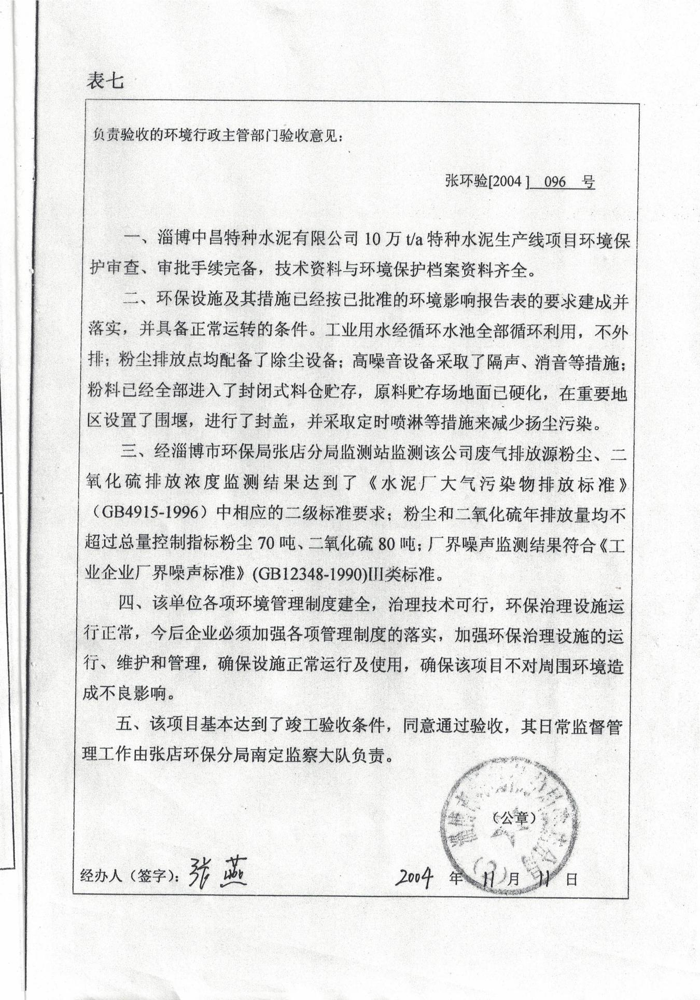 表七
负责验收的环境行政主管部门验收意见：
张环验[2004 ] 096 号
一、淄博中昌特种水泥有限公司 10 万 t/a 特种水泥生产线项目环境保
护审查、审批手续完备，技术资料与环境保护档案资料齐全。
二、环保设施及其措施已经按已批准的环境影响报告表的要求建成并
落实，并具备正常运转的条件。工业用水经循环水池全部循环利用，不外
排；粉尘排放点均配备了除尘设备；高噪音设备采取了隔声、消音等措施；
粉料已经全部进入了封闭式料仓贮存，原料贮存场地面已硬化，在重要地
区设置了围堰，进行了封盖，并采取定时喷淋等措施来减少扬尘污染。
三、经淄博市环保局张店分局监测站监测该公司废气排放源粉尘、二
氧化硫排放浓度监测结果达到了《水泥厂大气污染物排放标准》
（GB4915-1996）中相应的二级标准要求；粉尘和二氧化硫年排放量均不
超过总量控制指标粉尘 70 吨、二氧化硫 80 吨；厂界噪声监测结果符合《工
业企业厂界噪声标准》(GB12348-1990)III类标准。
四、该单位各项环境管理制度建全，治理技术可行，环保治理设施运
行正常，今后企业必须加强各项管理制度的落实，加强环保治理设施的运
行、维护和管理，确保设施正常运行及使用，确保该项目不对周围环境造
成不良影响。
五、该项目基本达到了竣工验收条件，同意通过验收，其日常监督管
理工作由张店环保分局南定监察大队负责。
（公章）
经办人（签字）：张燕
2004 年 11 月 11 日